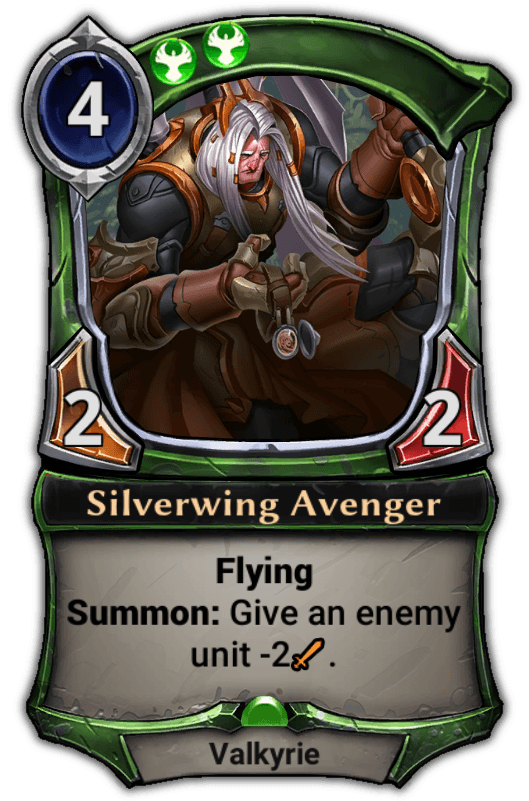 4
2
2
Silverwing Avenger
Flying
Summon: Give an enemy
unit -2 .
Valkyrie